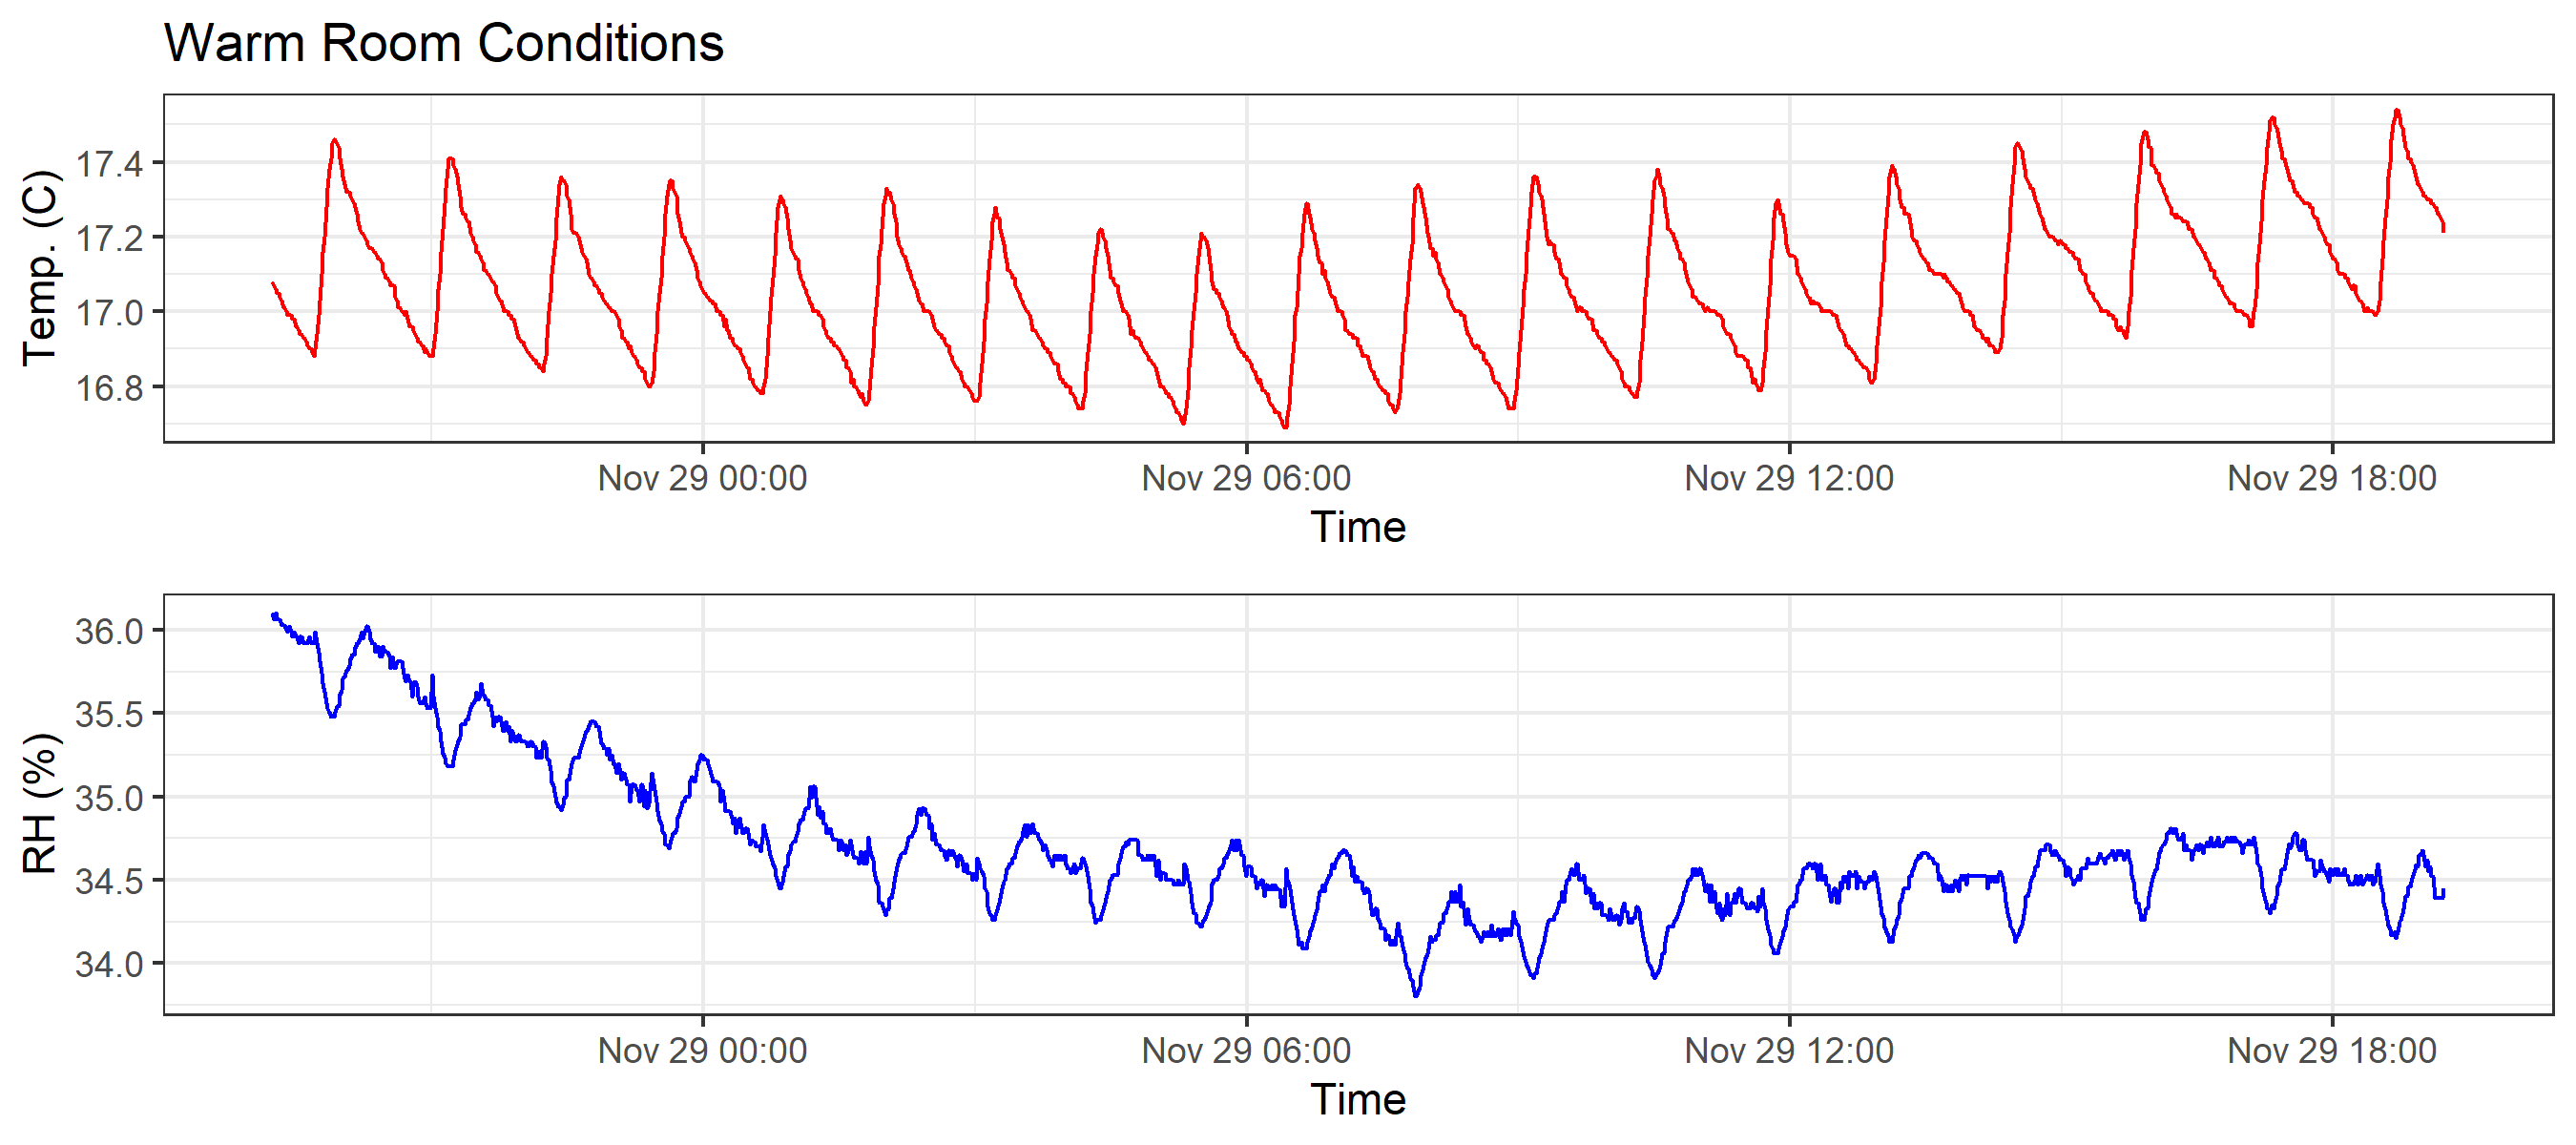 Warm Room Conditions
Temp. (C)
17.4
17.2
17.0
16.8
Nov 29 00:00 Nov 29 06:00 Nov 29 12:00 Nov 29 18:00
Time
RH (%)
36.0
35.5
35.0
34.5
34.0
Nov 29 00:00 Nov 29 06:00 Nov 29 12:00 Nov 29 18:00
Time